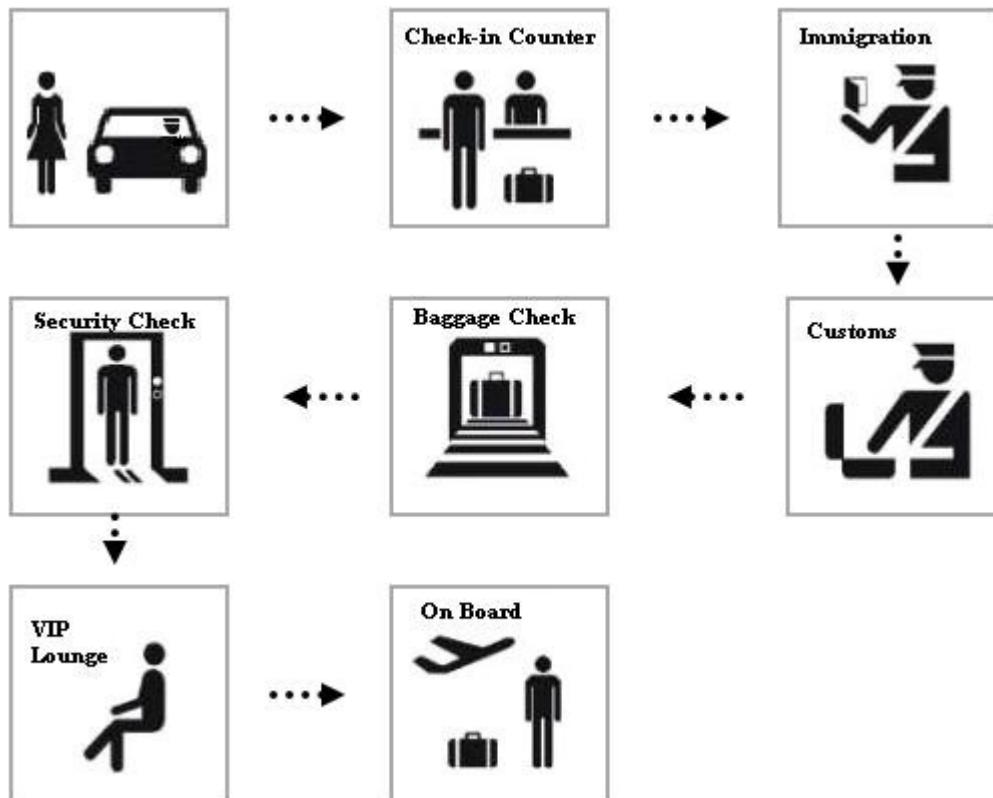 Check-in Counter
Immigration
Customs
Baggage Check
Security Check
VIP
Lounge
On Board